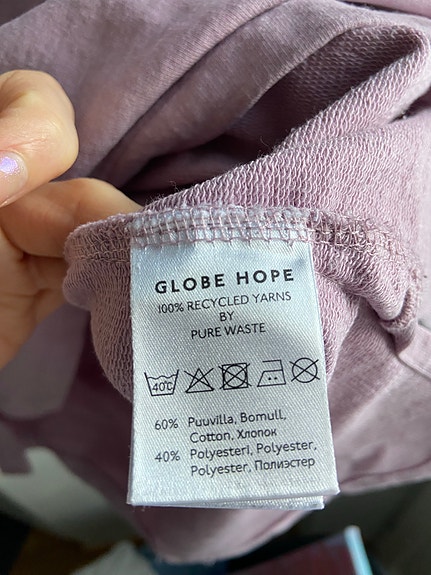 GLOBE HOPE
100% RECYCLED YARNS
BY
PURE WASTE
40°C
60% Puuvilla, Bomull,
Cotton, Хлопок
40% Polyesteri, Polyester,
Polyester, Полиэстер